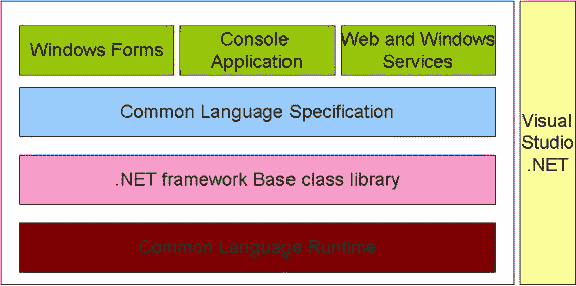 Windows Forms
Console
Application
Web and Windows
Services
Common Language Specification
.NET framework Base class library
Common Language Runtime
Visual
Studio
.NET